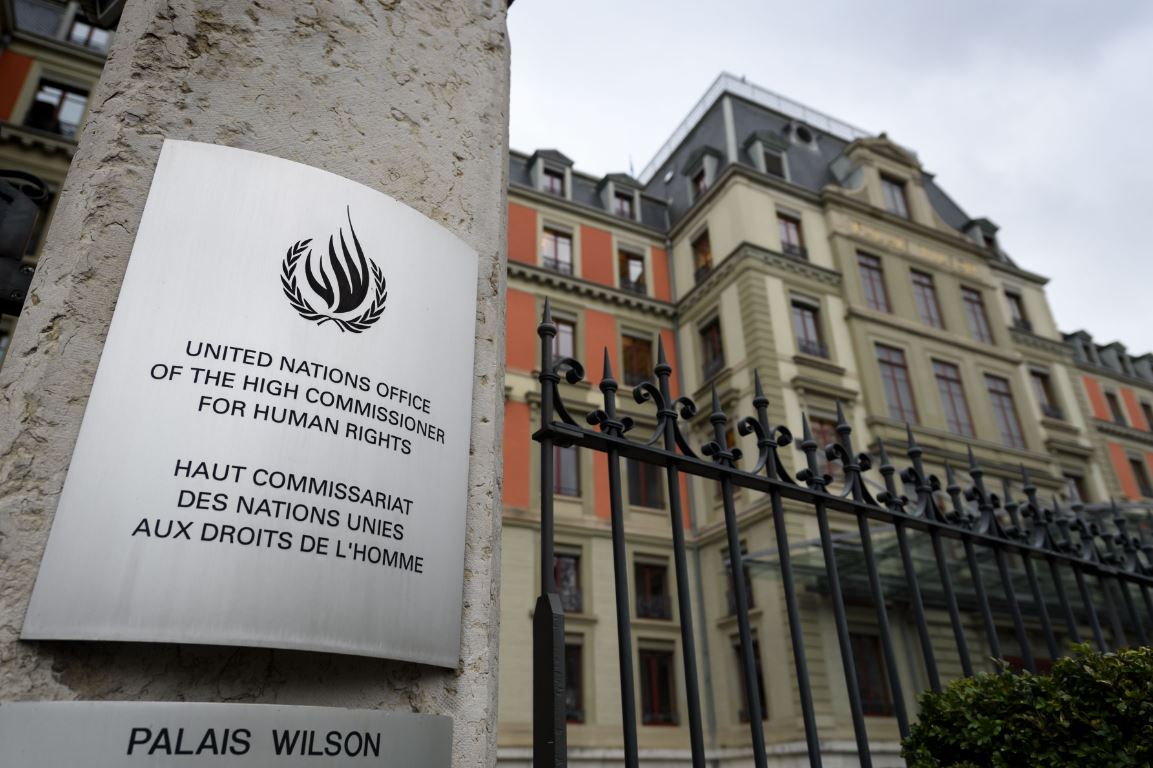 UNITED NATIONS OFFICE
OF THE HIGH COMMISSIONER
FOR HUMAN RIGHTS
HAUT COMMISSARIAT
DES NATIONS UNIES
AUX DROITS DE L'HOMME
PALAIS WILSON